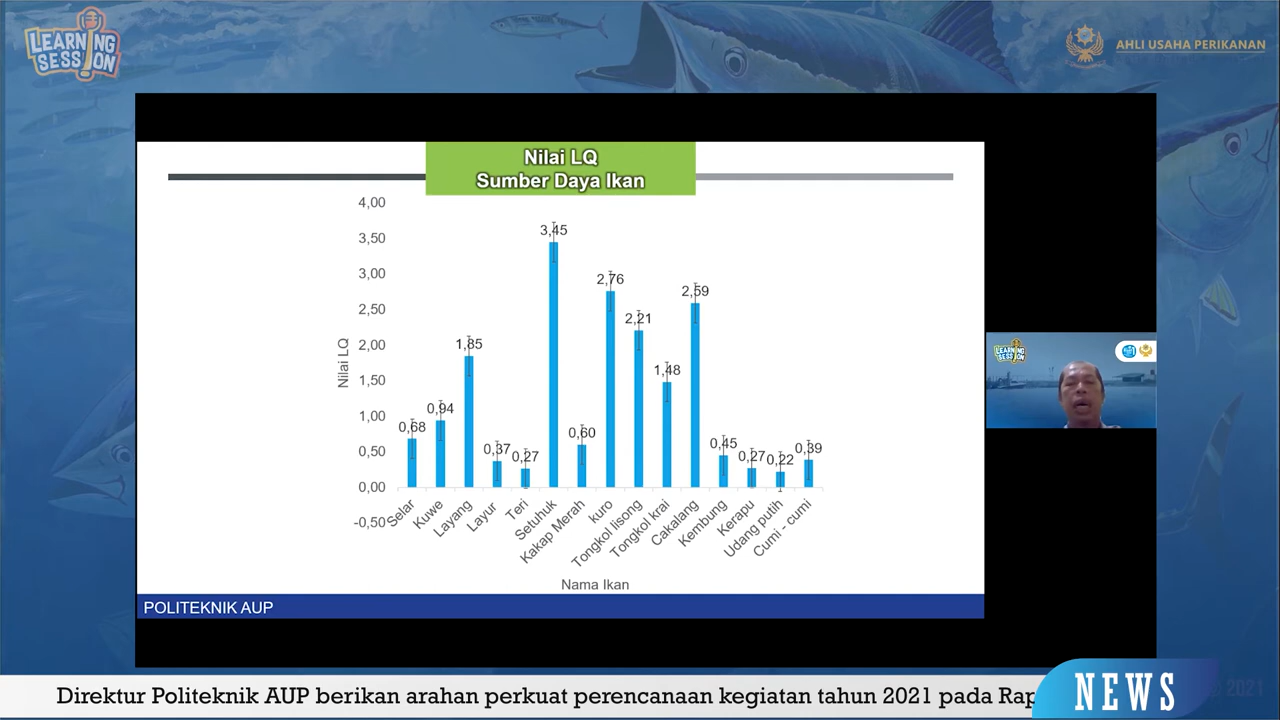 LEARNING
SESSION
AHLI USAHA PERIKANAN
Nilai LQ
Sumber Daya Ikan
4,00
3,50
3,00
2,50
2,00
1,50
1,00
0,50
0,00
-0,50
Nilai LQ
0,68
0,94
1,85
0,37
0,27
3,45
0,60
2,76
2,21
1,48
2,59
0,45
0,27
0,22
0,39
Selar
Kuwe
Layang
Layur
Teri
Setuhuk
Kakap Merah
kuro
Tongkol lisong
Tongkol krai
Cakalang
Kembung
Kerapu
Udang putih
Cumi - cumi
Nama Ikan
POLITEKNIK AUP
LEARNING
SESSION
Direktur Politeknik AUP berikan arahan perkuat perencanaan kegiatan tahun 2021 pada Rap
NEWS
2021